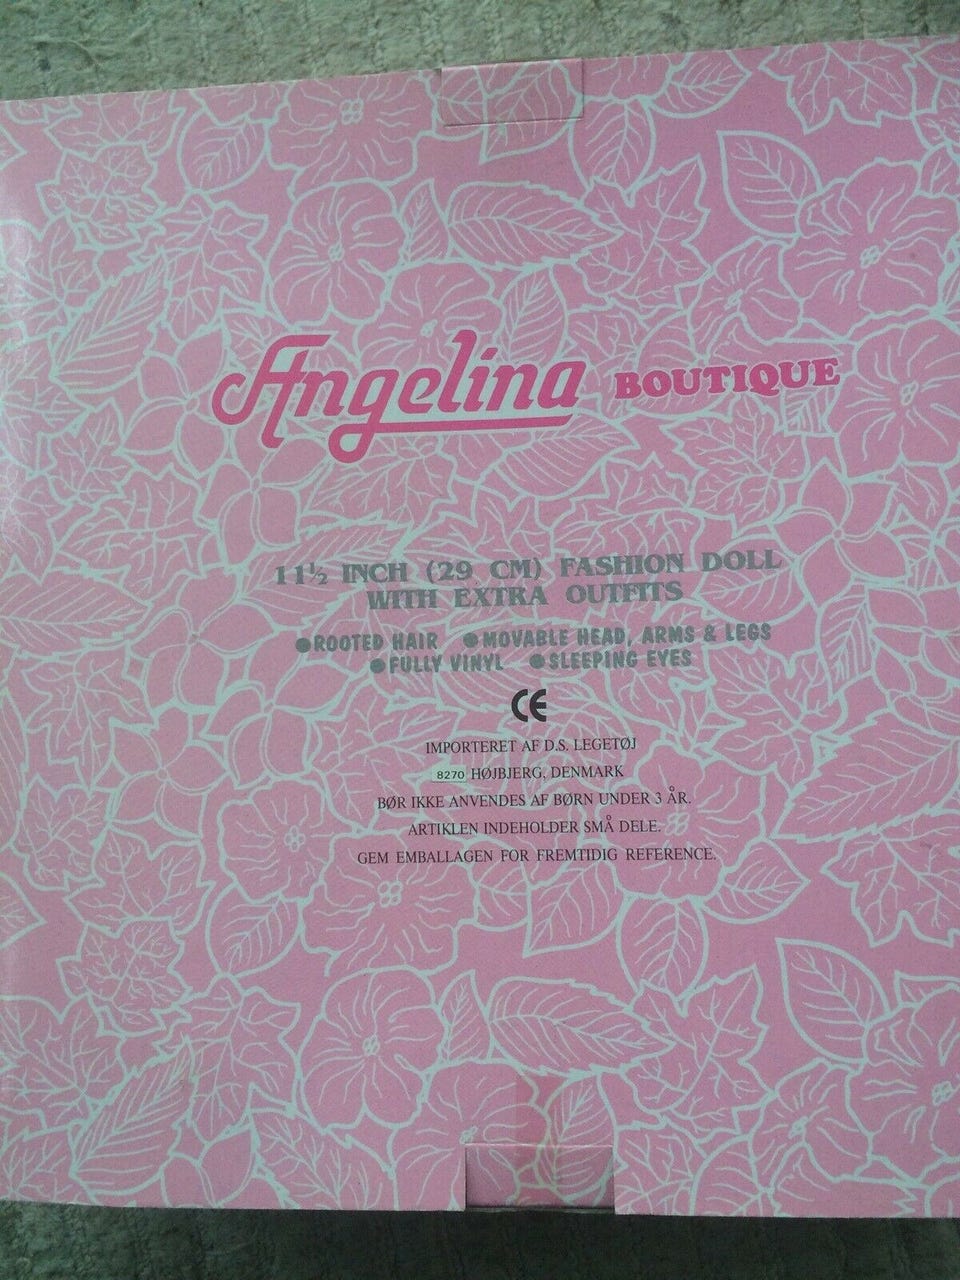 Angelina BOUTIQUE
11½ INCH (29 CM) FASHION DOLL
WITH EXTRA OUTFITS
●ROOTED HAIR ●MOVABLE HEAD, ARMS & LEGS
●FULLY VINYL ●SLEEPING EYES
CE
IMPORTERET AF D.S. LEGETØJ
8270 HØJBJERG, DENMARK
BØR IKKE ANVENDES AF BØRN UNDER 3 ÅR.
ARTIKLEN INDEHOLDER SMÅ DELE.
GEM EMBALLAGEN FOR FREMTIDIG REFERENCE.